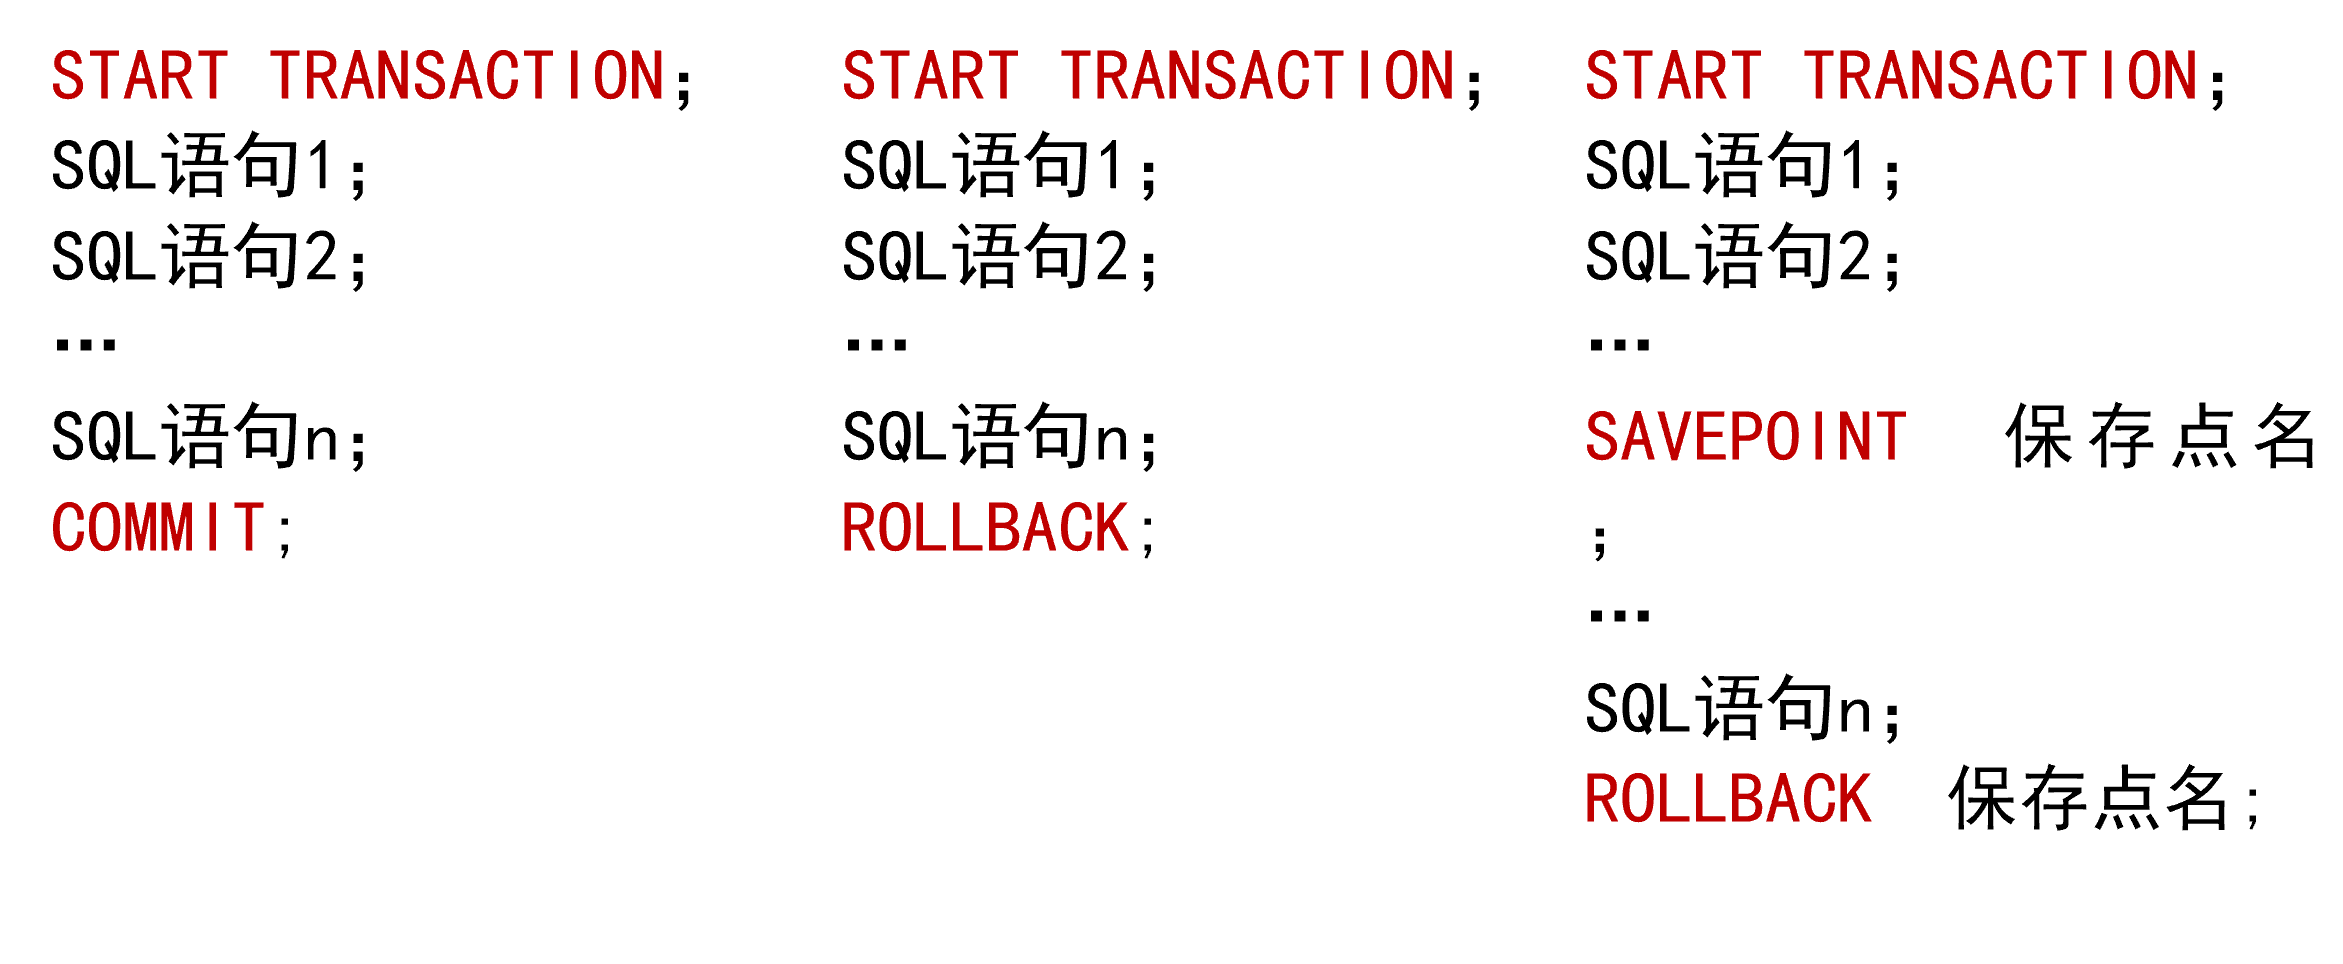 START TRANSACTION;
SQL语句1;
SQL语句2;
…
SQL语句n;
COMMIT;
START TRANSACTION;
SQL语句1;
SQL语句2;
…
SQL语句n;
ROLLBACK;
START TRANSACTION;
SQL语句1;
SQL语句2;
…
SAVEPOINT 保存点名
;
…
SQL语句n;
ROLLBACK 保存点名;